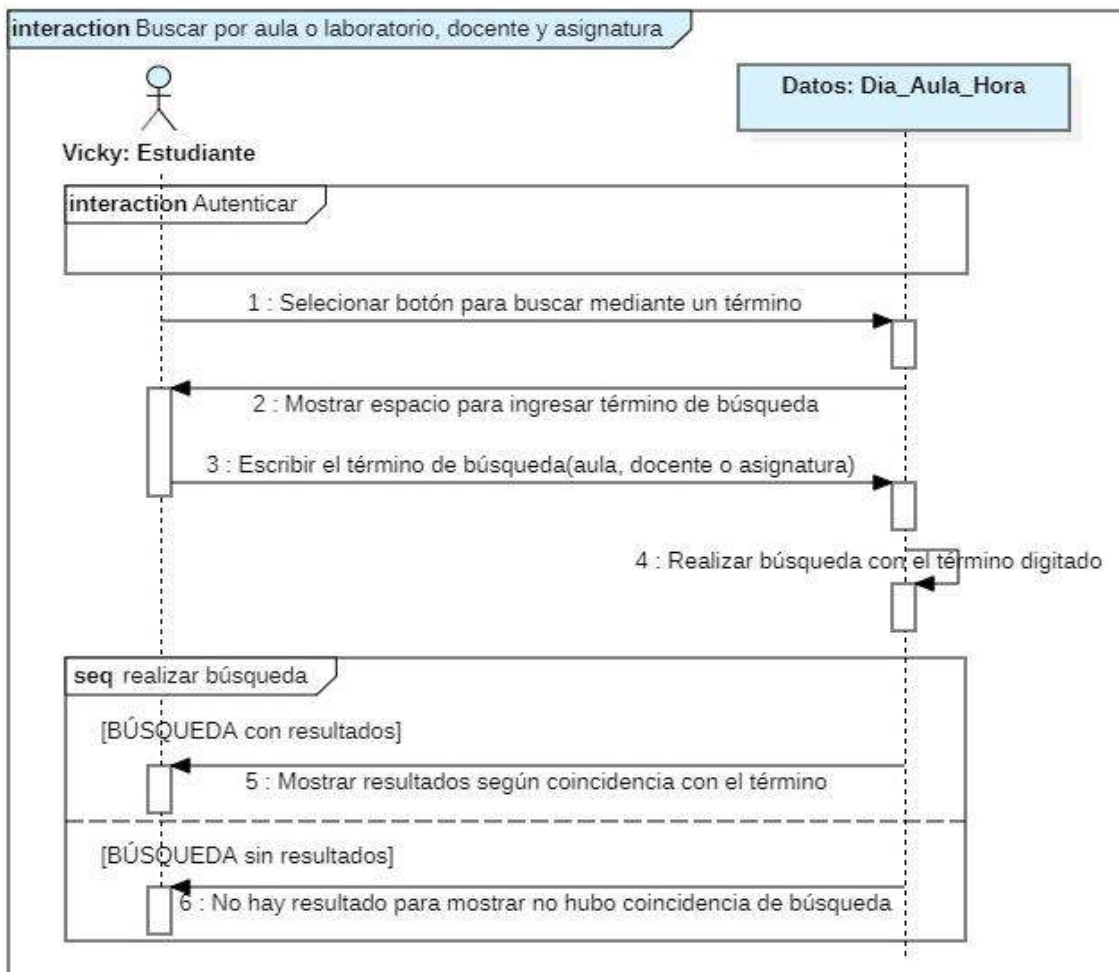 interaction Buscar por aula o laboratorio, docente y asignatura
Datos: Dia_Aula_Hora
Vicky: Estudiante
interaction Autenticar
1 : Selecionar botón para buscar mediante un término
2 : Mostrar espacio para ingresar término de búsqueda
3 : Escribir el término de búsqueda(aula, docente o asignatura)
4 : Realizar búsqueda con el término digitado
seq realizar búsqueda
[BÚSQUEDA con resultados]
5 : Mostrar resultados según coincidencia con el término
[BÚSQUEDA sin resultados]
6 : No hay resultado para mostrar no hubo coincidencia de búsqueda